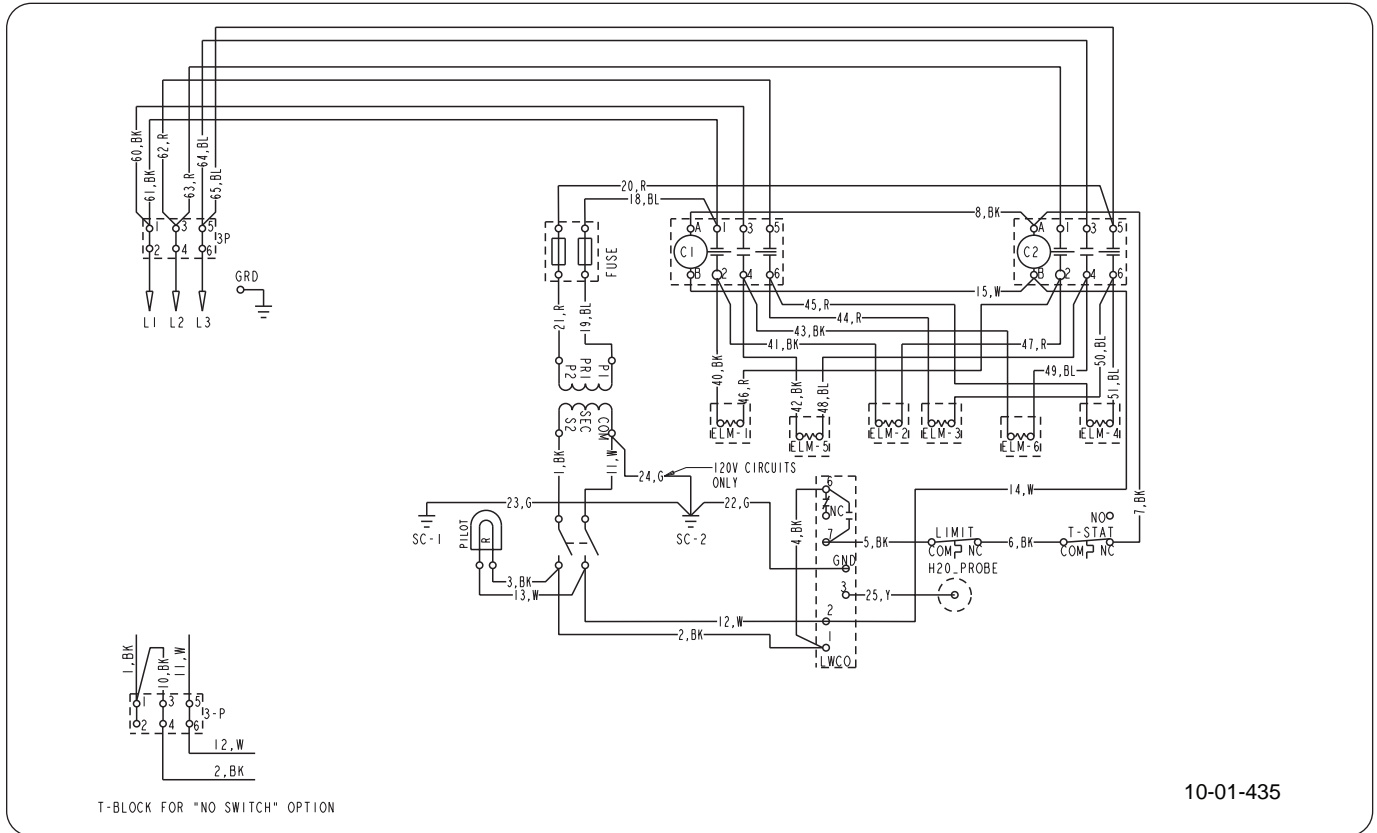 60,BK
61,BK
62,R
63,R
64,BL
65,BL
1 3 5
3P
2 4 6
GRD
L1 L2 L3
20,R
18,BL
FUSE
21,R
19,BL
P2 PRI P1
S2 SEC COM
1,BK
11,W
24,G
120V CIRCUITS
ONLY
8,BK
A 1 3 5
C1
B 2 4 6
A 1 3 5
C2
B 2 4 6
15,W
45,R
44,R
43,BK
41,BK
47,R
40,BK
46,R
42,BK
48,BL
49,BL
50,BL
51,BL
ELM-1
ELM-5
ELM-2
ELM-3
ELM-6
ELM-4
23,G
22,G
SC-1
SC-2
PILOT
R
3,BK
13,W
12,W
2,BK
4,BK
6
NC
7
GND
3
2
1
LWCO
5,BK
LIMIT
COM NC
6,BK
NO
T-STAT
COM NC
7,BK
14,W
H20_PROBE
25,Y
1,BK
10,BK
11,W
1 3 5
3-P
2 4 6
12,W
2,BK
T-BLOCK FOR "NO SWITCH" OPTION
10-01-435